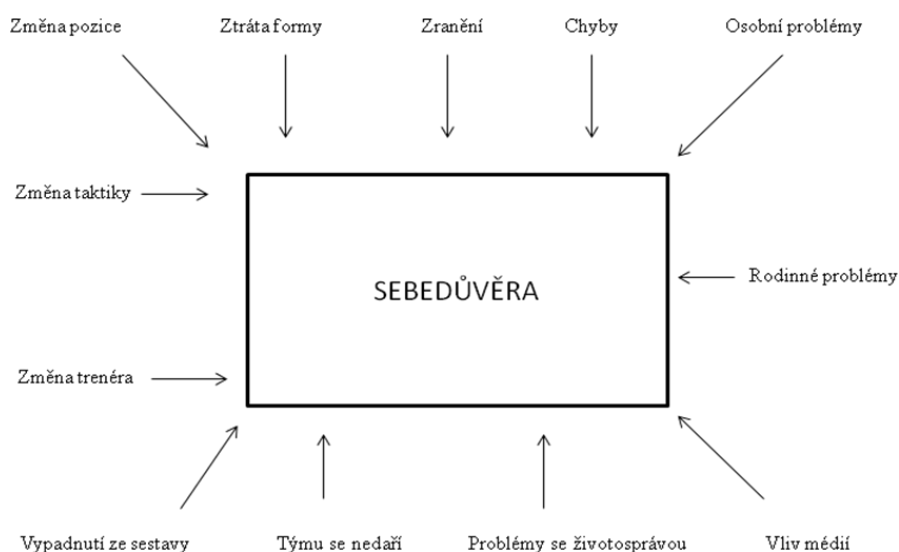 Změna pozice
Ztráta formy
Zranění
Chyby
Osobní problémy
Změna taktiky
Rodinné problémy
SEBEDŮVĚRA
Změna trenéra
Vypadnutí ze sestavy
Týmu se nedaří
Problémy se životosprávou
Vliv médií